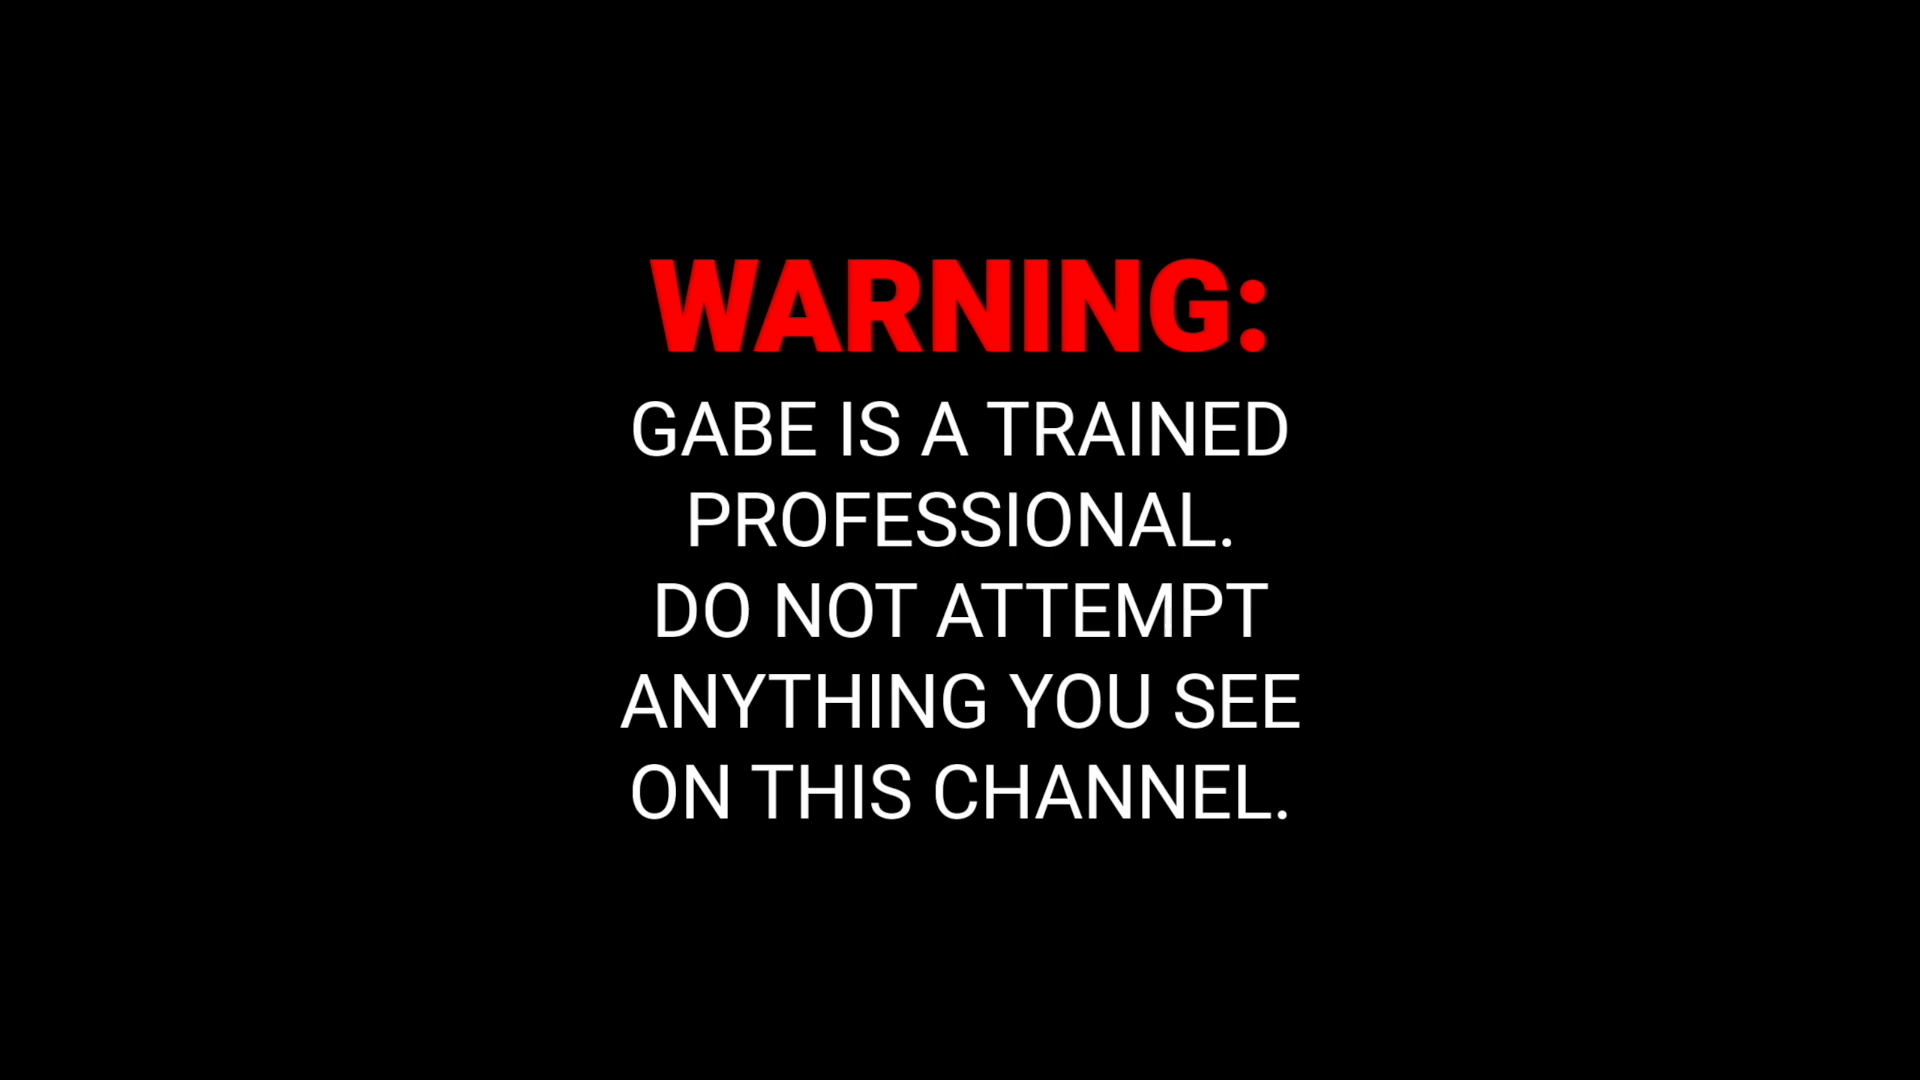 WARNING:
GABE IS A TRAINED
PROFESSIONAL.
DO NOT ATTEMPT
ANYTHING YOU SEE
ON THIS CHANNEL.